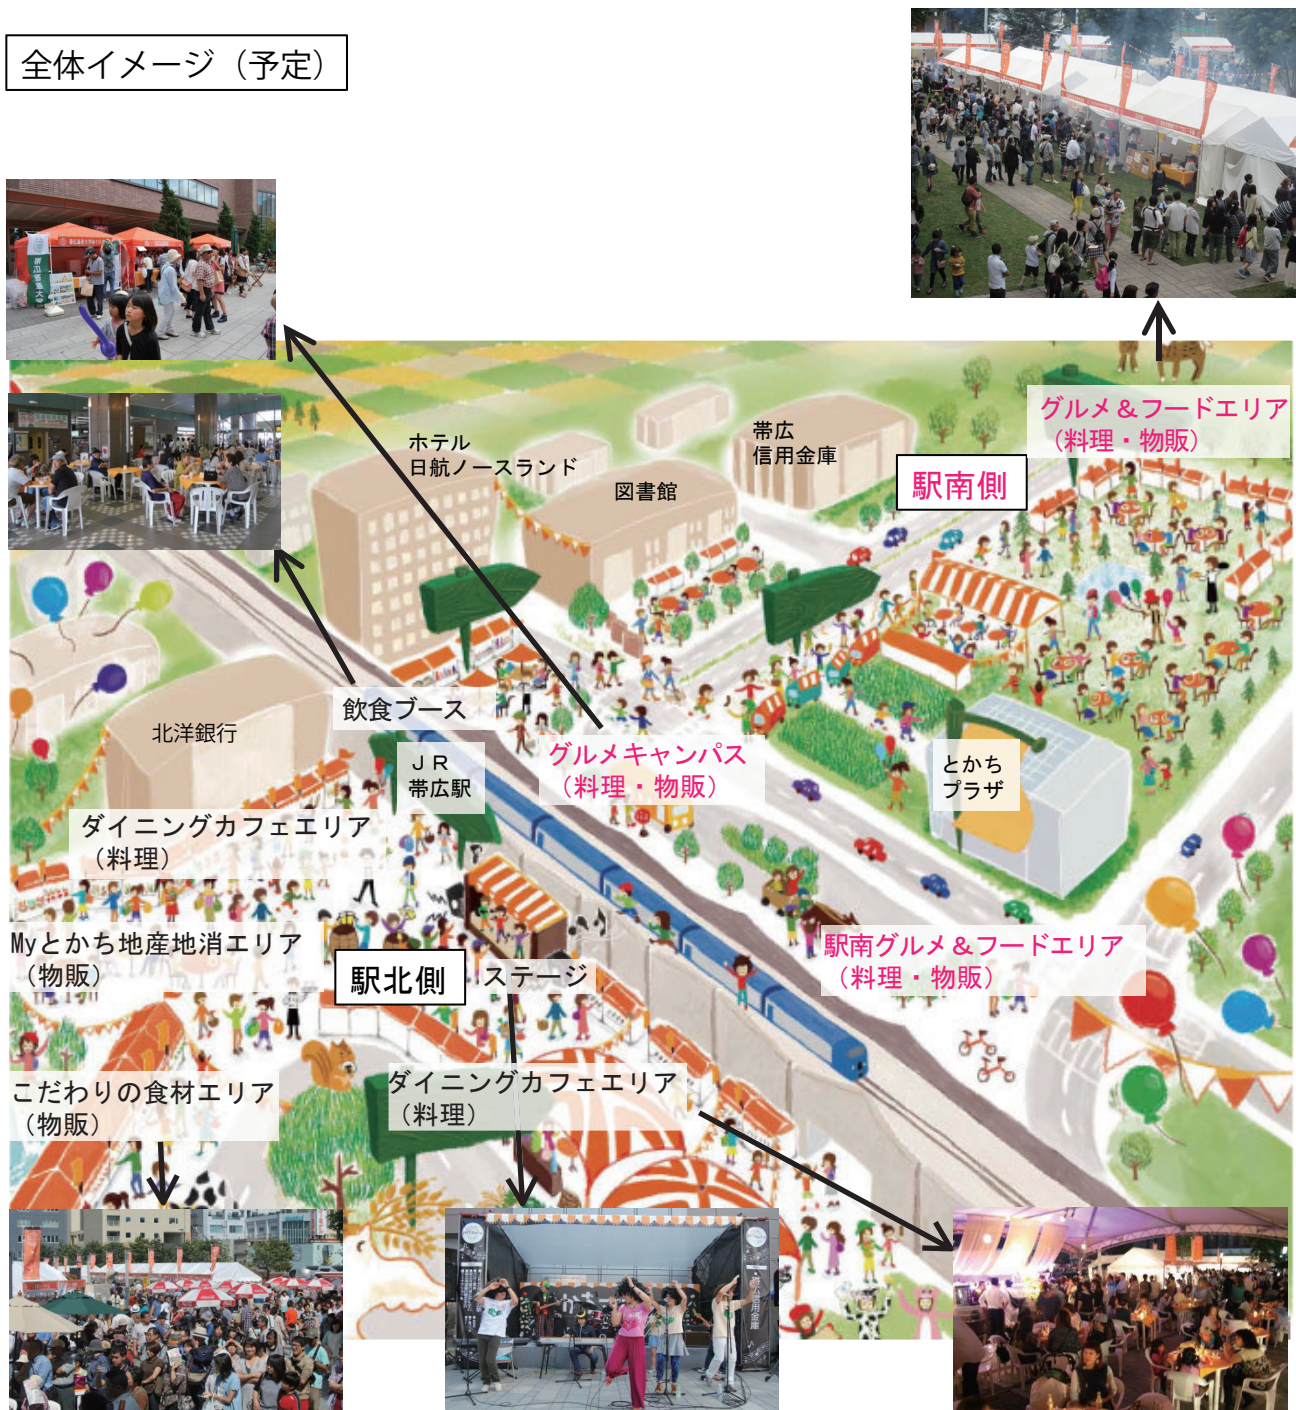 全体イメージ（予定）
グルメ＆フードエリア
（料理・物販）
駅南側
帯広
信用金庫
ホテル
日航ノースランド
図書館
飲食ブース
北洋銀行
ＪＲ
帯広駅
グルメキャンパス
（料理・物販）
とかち
プラザ
ダイニングカフェエリア
（料理）
Myとかち地産地消エリア
（物販）
駅北側
ステージ
駅南グルメ＆フードエリア
（料理・物販）
こだわりの食材エリア
（物販）
ダイニングカフェエリア
（料理）